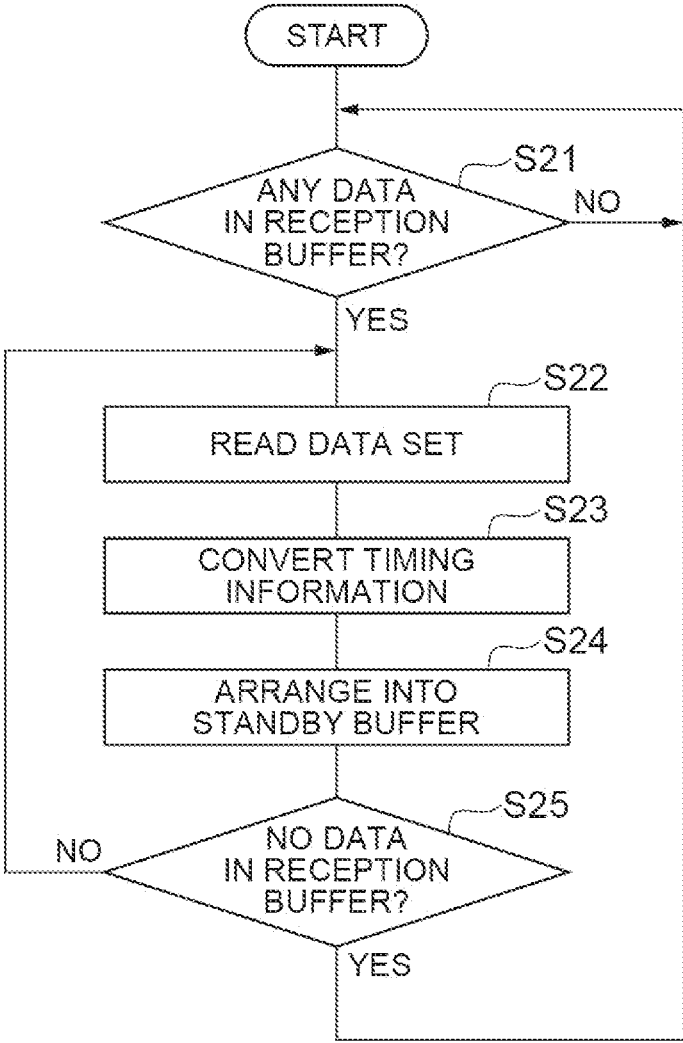 START
S21
ANY DATA
IN RECEPTION
BUFFER?
NO
YES
S22
READ DATA SET
S23
CONVERT TIMING
INFORMATION
S24
ARRANGE INTO
STANDBY BUFFER
S25
NO DATA
IN RECEPTION
BUFFER?
NO
YES